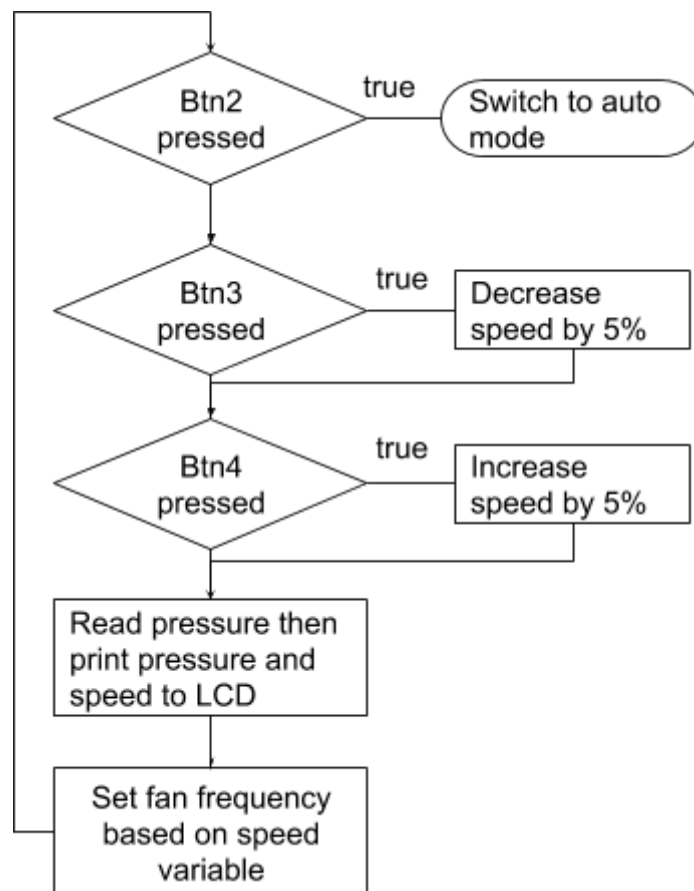 Btn2
pressed
true
Switch to auto
mode
Btn3
pressed
true
Decrease
speed by 5%
Btn4
pressed
true
Increase
speed by 5%
Read pressure then
print pressure and
speed to LCD
Set fan frequency
based on speed
variable